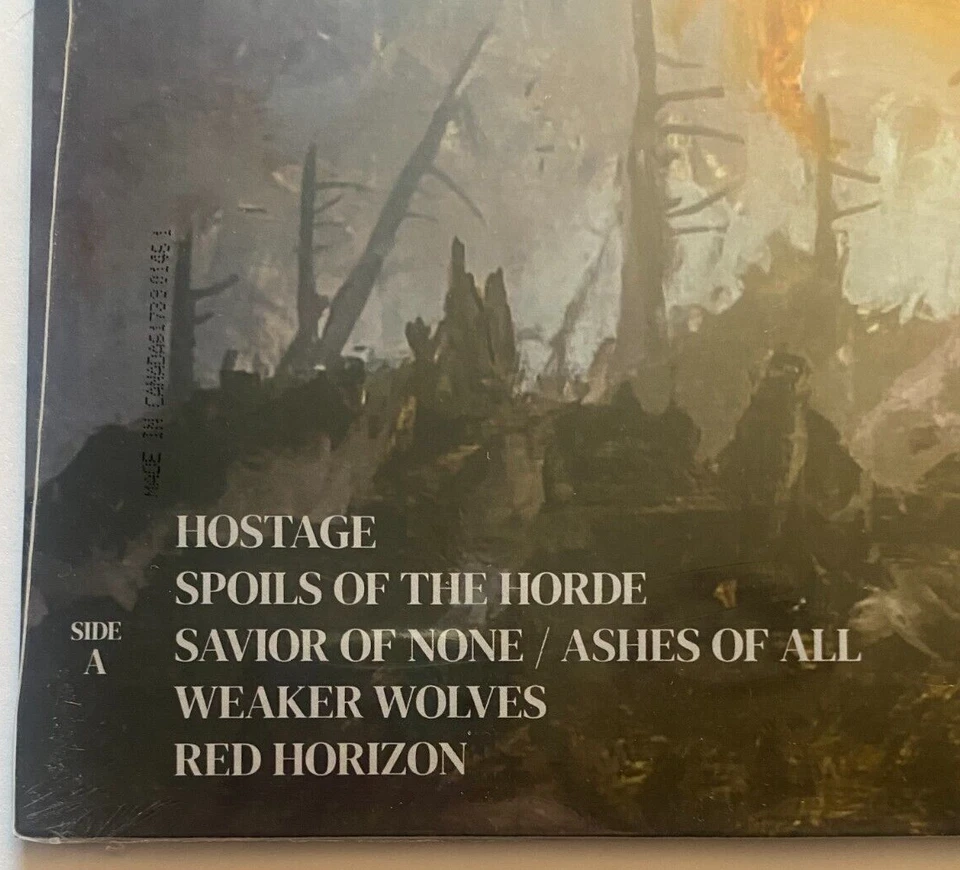 MADE IN CANADA
HOSTAGE
SPOILS OF THE HORDE
SIDE
A
SAVIOR OF NONE / ASHES OF ALL
WEAKER WOLVES
RED HORIZON